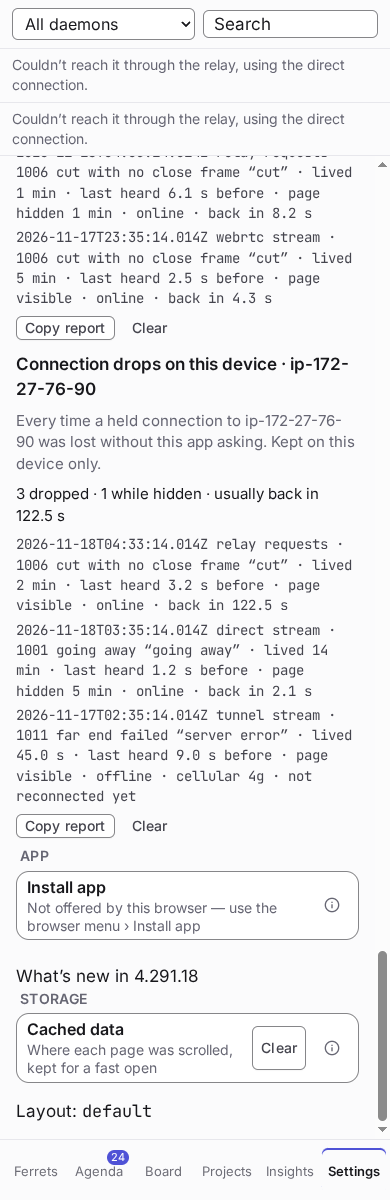 All daemons
Search
Couldn’t reach it through the relay, using the direct
connection.
Couldn’t reach it through the relay, using the direct
connection.
1006 cut with no close frame “cut” · lived
1 min · last heard 6.1 s before · page
hidden 1 min · online · back in 8.2 s
2026-11-17T23:35:14.014Z webrtc stream ·
1006 cut with no close frame “cut” · lived
5 min · last heard 2.5 s before · page
visible · online · back in 4.3 s
Copy report
Clear
Connection drops on this device · ip-172-
27-76-90
Every time a held connection to ip-172-27-76-
90 was lost without this app asking. Kept on this
device only.
3 dropped · 1 while hidden · usually back in
122.5 s
2026-11-18T04:33:14.014Z relay requests ·
1006 cut with no close frame “cut” · lived
2 min · last heard 3.2 s before · page
visible · online · back in 122.5 s
2026-11-18T03:35:14.014Z direct stream ·
1001 going away “going away” · lived 14
min · last heard 1.2 s before · page
hidden 5 min · online · back in 2.1 s
2026-11-17T02:35:14.014Z tunnel stream ·
1011 far end failed “server error” · lived
45.0 s · last heard 9.0 s before · page
visible · offline · cellular 4g · not
reconnected yet
Copy report
Clear
APP
Install app
Not offered by this browser — use the
browser menu › Install app
What’s new in 4.291.18
STORAGE
Cached data
Where each page was scrolled,
kept for a fast open
Clear
Layout: default
24
Ferrets
Agenda
Board
Projects
Insights
Settings